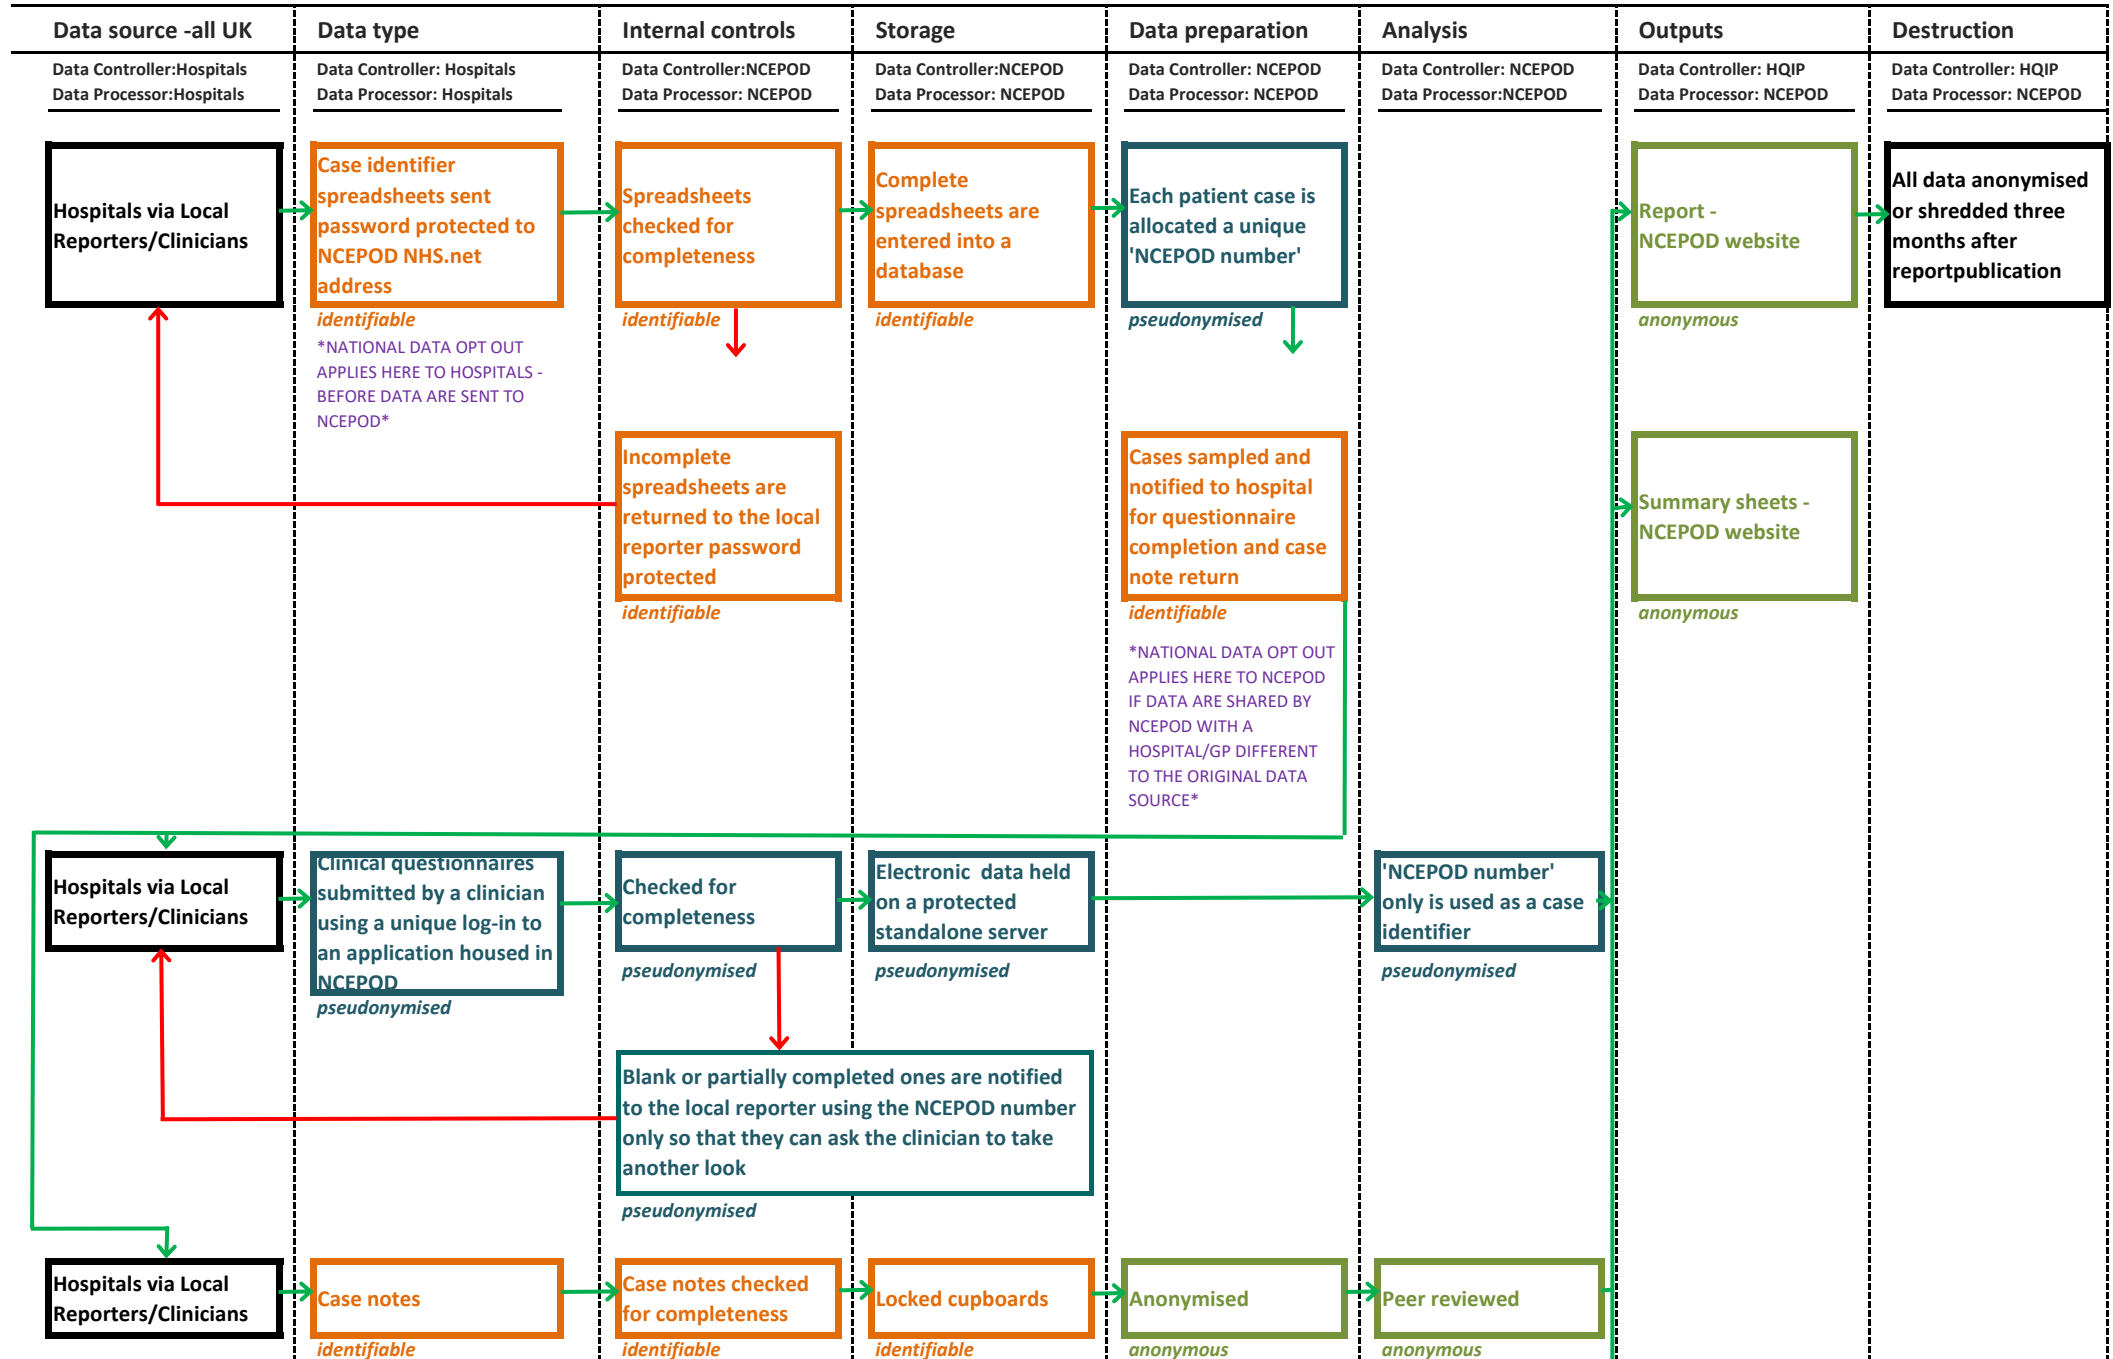 Data source -all UK
Data type
Internal controls
Storage
Data preparation
Analysis
Outputs
Destruction
Data Controller:Hospitals
Data Processor:Hospitals
Data Controller: Hospitals
Data Processor: Hospitals
Data Controller:NCEPOD
Data Processor: NCEPOD
Data Controller:NCEPOD
Data Processor: NCEPOD
Data Controller: NCEPOD
Data Processor: NCEPOD
Data Controller: NCEPOD
Data Processor:NCEPOD
Data Controller: HQIP
Data Processor: NCEPOD
Data Controller: HQIP
Data Processor: NCEPOD
Hospitals via Local
Reporters/Clinicians
Case identifier
spreadsheets sent
password protected to
NCEPOD NHS.net
address
identifiable
*NATIONAL DATA OPT OUT
APPLIES HERE TO HOSPITALS -
BEFORE DATA ARE SENT TO
NCEPOD*
Spreadsheets
checked for
completeness
identifiable
Complete
spreadsheets are
entered into a
database
identifiable
Each patient case is
allocated a unique
'NCEPOD number'
pseudonymised
Report -
NCEPOD website
anonymous
All data anonymised
or shredded three
months after
reportpublication
Incomplete
spreadsheets are
returned to the local
reporter password
protected
identifiable
Cases sampled and
notified to hospital
for questionnaire
completion and case
note return
identifiable
*NATIONAL DATA OPT OUT
APPLIES HERE TO NCEPOD
IF DATA ARE SHARED BY
NCEPOD WITH A
HOSPITAL/GP DIFFERENT
TO THE ORIGINAL DATA
SOURCE*
Summary sheets -
NCEPOD website
anonymous
Hospitals via Local
Reporters/Clinicians
Clinical questionnaires
submitted by a clinician
using a unique log-in to
an application housed in
NCEPOD
pseudonymised
Checked for
completeness
pseudonymised
Electronic data held
on a protected
standalone server
pseudonymised
'NCEPOD number'
only is used as a case
identifier
pseudonymised
Blank or partially completed ones are notified
to the local reporter using the NCEPOD number
only so that they can ask the clinician to take
another look
pseudonymised
Hospitals via Local
Reporters/Clinicians
Case notes
identifiable
Case notes checked
for completeness
identifiable
Locked cupboards
identifiable
Anonymised
anonymous
Peer reviewed
anonymous